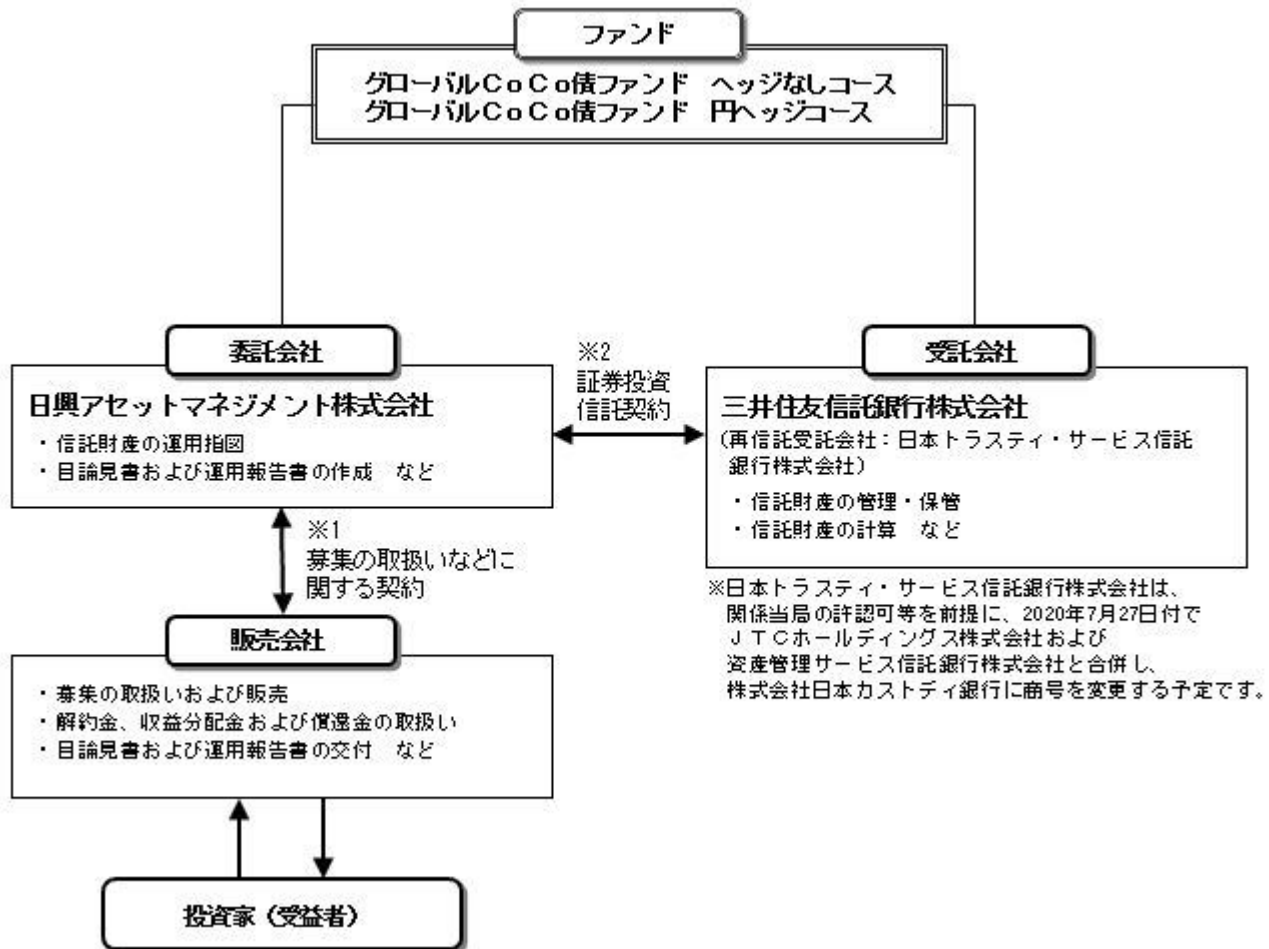 ファンド
グローバルCoCo債ファンド　ヘッジなしコース
グローバルCoCo債ファンド　円ヘッジコース
委託会社
日興アセットマネジメント株式会社
・信託財産の運用指図
・目論見書および運用報告書の作成　など
※2
証券投資
信託契約
受託会社
三井住友信託銀行株式会社
(再信託受託会社：日本トラスティ・サービス信託
銀行株式会社)
・信託財産の管理・保管
・信託財産の計算　など
※日本トラスティ・サービス信託銀行株式会社は、
関係当局の許認可等を前提に、2020年7月27日付で
JTCホールディングス株式会社および
資産管理サービス信託銀行株式会社と合併し、
株式会社日本カストディ銀行に商号を変更する予定です。
※1
募集の取扱いなどに
関する契約
販売会社
・募集の取扱いおよび販売
・解約金、収益分配金および償還金の取扱い
・目論見書および運用報告書の交付　など
投資家（受益者）